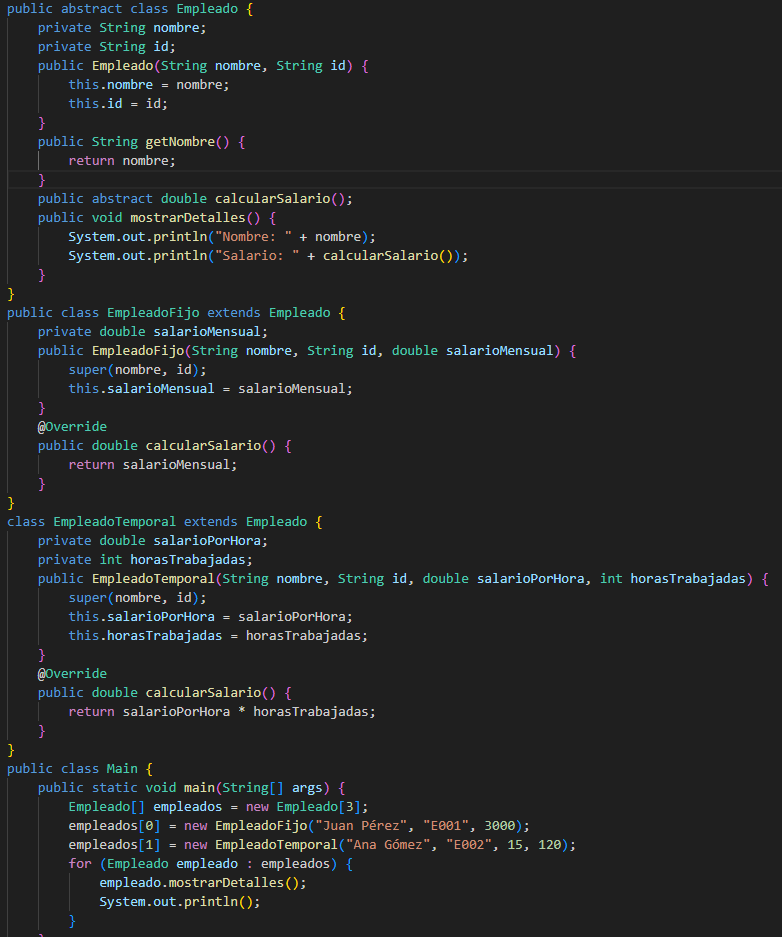 public abstract class Empleado {
    private String nombre;
    private String id;
    public Empleado(String nombre, String id) {
        this.nombre = nombre;
        this.id = id;
    }
    public String getNombre() {
        return nombre;
    }
    public abstract double calcularSalario();
    public void mostrarDetalles() {
        System.out.println("Nombre: " + nombre);
        System.out.println("Salario: " + calcularSalario());
    }
}
public class EmpleadoFijo extends Empleado {
    private double salarioMensual;
    public EmpleadoFijo(String nombre, String id, double salarioMensual) {
        super(nombre, id);
        this.salarioMensual = salarioMensual;
    }
    @Override
    public double calcularSalario() {
        return salarioMensual;
    }
}
class EmpleadoTemporal extends Empleado {
    private double salarioPorHora;
    private int horasTrabajadas;
    public EmpleadoTemporal(String nombre, String id, double salarioPorHora, int horasTrabajadas) {
        super(nombre, id);
        this.salarioPorHora = salarioPorHora;
        this.horasTrabajadas = horasTrabajadas;
    }
    @Override
    public double calcularSalario() {
        return salarioPorHora * horasTrabajadas;
    }
}
public class Main {
    public static void main(String[] args) {
        Empleado[] empleados = new Empleado[3];
        empleados[0] = new EmpleadoFijo("Juan Pérez", "E001", 3000);
        empleados[1] = new EmpleadoTemporal("Ana Gómez", "E002", 15, 120);
        for (Empleado empleado : empleados) {
            empleado.mostrarDetalles();
            System.out.println();
        }
    }